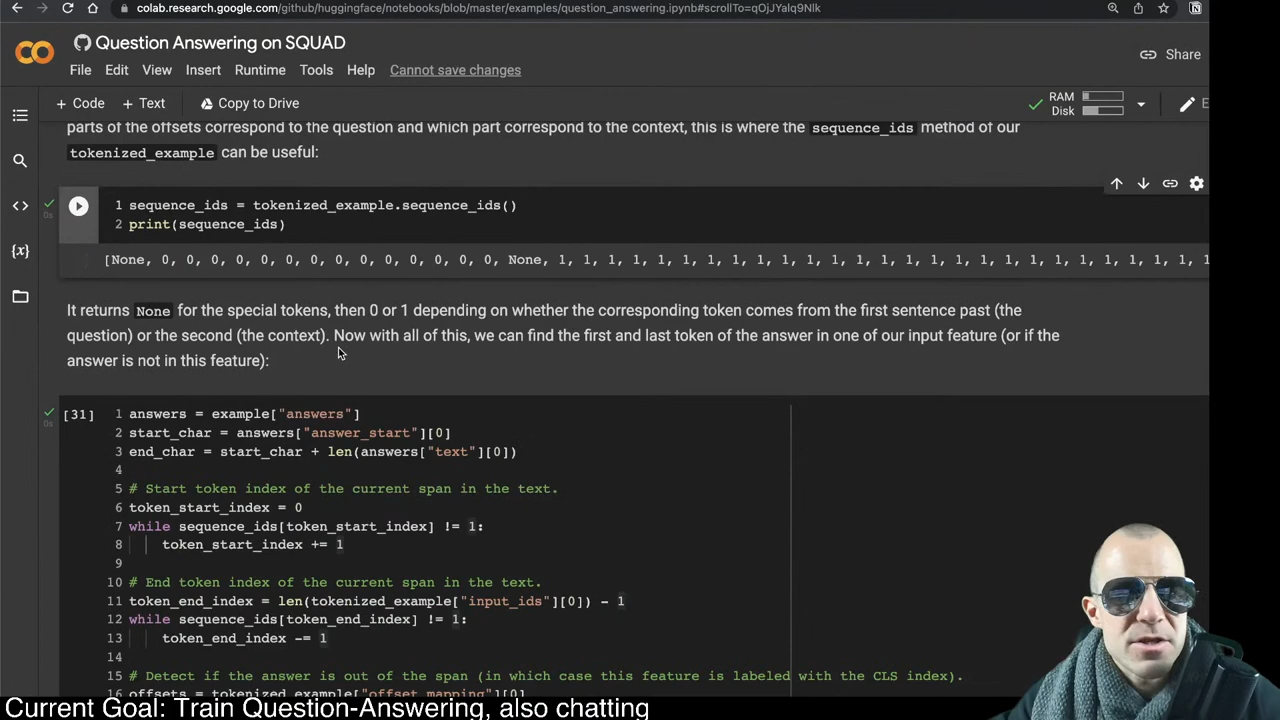 colab.research.google.com/github/huggingface/notebooks/blob/master/examples/question_answering.ipynb#scrollTo=qOjJYalq9Nlk
Question Answering on SQUAD
Share
File Edit View Insert Runtime Tools Help Cannot save changes
+ Code + Text Copy to Drive
RAM
Disk
E
parts of the offsets correspond to the question and which part correspond to the context, this is where the sequence_ids method of our
tokenized_example can be useful:
1 sequence_ids = tokenized_example.sequence_ids()
2 print(sequence_ids)
0s
[None, 0, 0, 0, 0, 0, 0, 0, 0, 0, 0, 0, 0, 0, 0, None, 1, 1, 1, 1, 1, 1, 1, 1, 1, 1, 1, 1, 1, 1, 1, 1, 1, 1, 1, 1, 1, 1, 1, 1, 1, 1, 1
It returns None for the special tokens, then 0 or 1 depending on whether the corresponding token comes from the first sentence past (the
question) or the second (the context). Now with all of this, we can find the first and last token of the answer in one of our input feature (or if the
answer is not in this feature):
[31] 1 answers = example["answers"]
0s
2 start_char = answers["answer_start"][0]
3 end_char = start_char + len(answers["text"][0])
4
5 # Start token index of the current span in the text.
6 token_start_index = 0
7 while sequence_ids[token_start_index] != 1:
8 token_start_index += 1
9
10 # End token index of the current span in the text.
11 token_end_index = len(tokenized_example["input_ids"][0]) - 1
12 while sequence_ids[token_end_index] != 1:
13 token_end_index -= 1
14
15 # Detect if the answer is out of the span (in which case this feature is labeled with the CLS index).
16 offsets = tokenized_example["offset_mapping"][0]
Current Goal: Train Question-Answering, also chatting